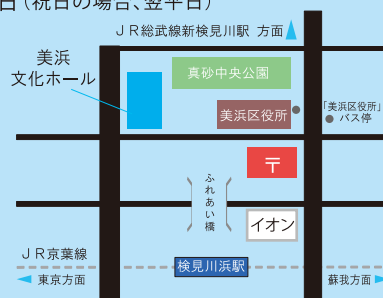 日(祝日の場合、翌平日)
JR総武線新検見川駅 方面
美浜
文化ホール
真砂中央公園
美浜区役所
「美浜区役所」
バス停
〒
ふれあい橋
イオン
JR京葉線
検見川浜駅
東京方面
蘇我方面